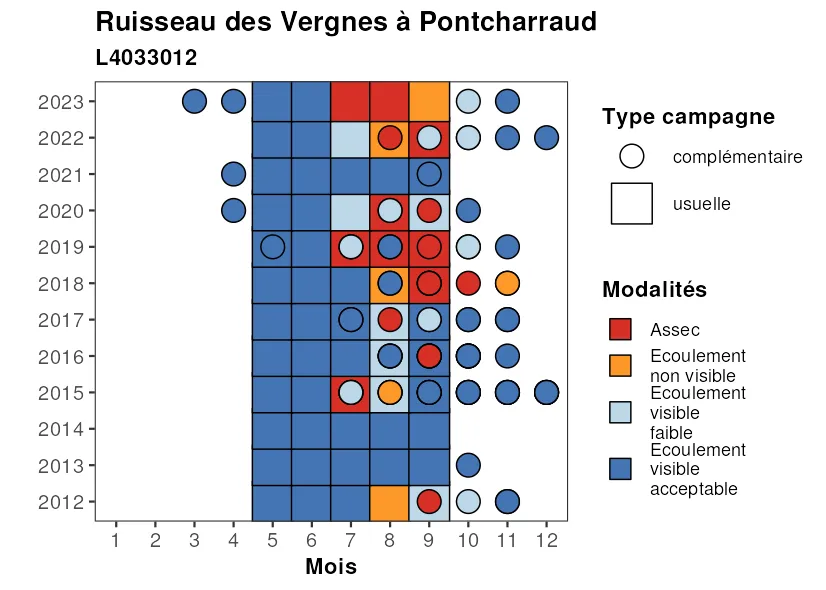 Ruisseau des Vergnes à Pontcharraud
L4033012
2023
2022
2021
2020
2019
2018
2017
2016
2015
2014
2013
2012
1 2 3 4 5 6 7 8 9 10 11 12
Mois
Type campagne
complémentaire
usuelle
Modalités
Assec
Ecoulement
non visible
Ecoulement
visible
faible
Ecoulement
visible
acceptable